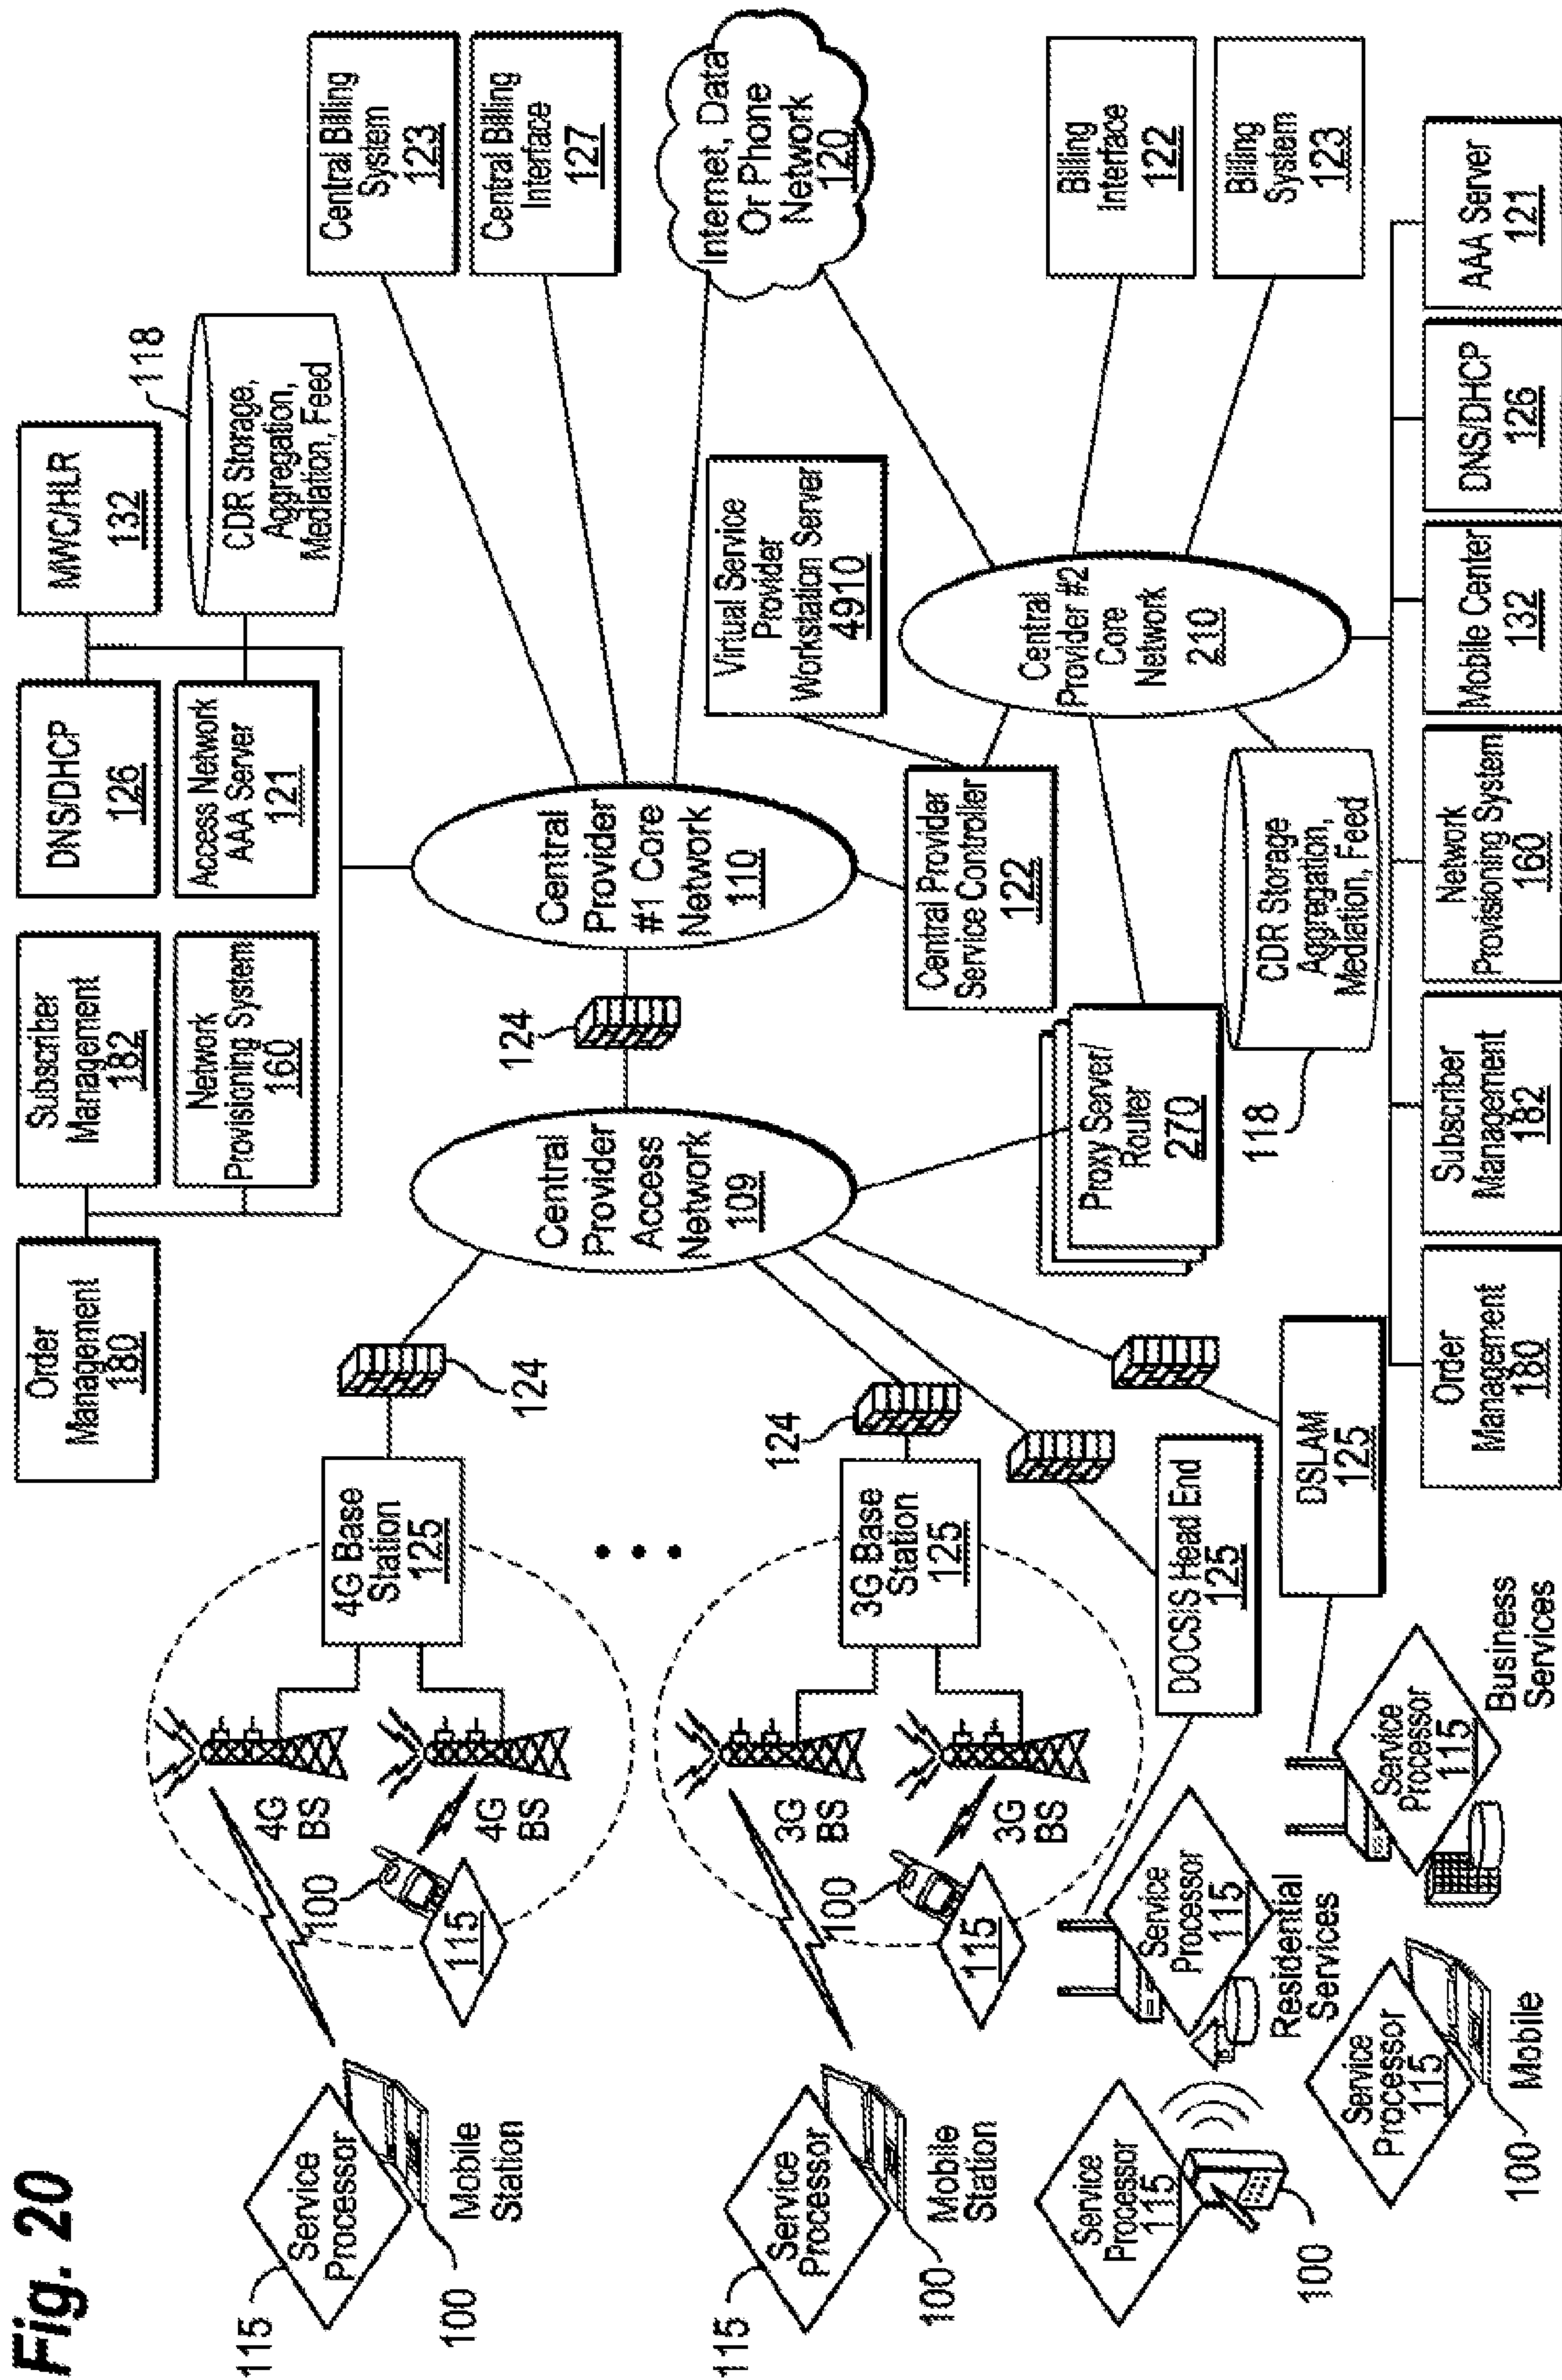 Fig. 20
Order
Management
180
Subscriber
Management
182
DNS/DHCP
126
MWC/HLR
132
Network
Provisioning System
160
Access Network
AAA Server
121
CDR Storage,
Aggregation,
Mediation, Feed
118
Central Billing
System
123
Central Billing
Interface
127
Internet, Data
Or Phone
Network
120
Central
Provider
#1 Core
Network
110
124
Central
Provider
Access
Network
109
124
4G Base
Station
125
4G
BS
4G
BS
100
115
Service
Processor
115
Mobile
Station
100
124
3G Base
Station
125
3G
BS
3G
BS
100
115
Service
Processor
115
Mobile
Station
100
Virtual Service
Provider
Workstation Server
4910
Central Provider
Service Controller
122
Central
Provider #2
Core
Network
210
Billing
Interface
122
Billing
System
123
Proxy Server/
Router
270
CDR Storage
Aggregation,
Mediation, Feed
118
DOCSIS Head End
125
DSLAM
125
Service
Processor
115
Residential
Services
Service
Processor
115
Business
Services
Service
Processor
115
100
Service
Processor
115
Mobile
100
Order
Management
180
Subscriber
Management
182
Network
Provisioning System
160
Mobile Center
132
DNS/DHCP
126
AAA Server
121